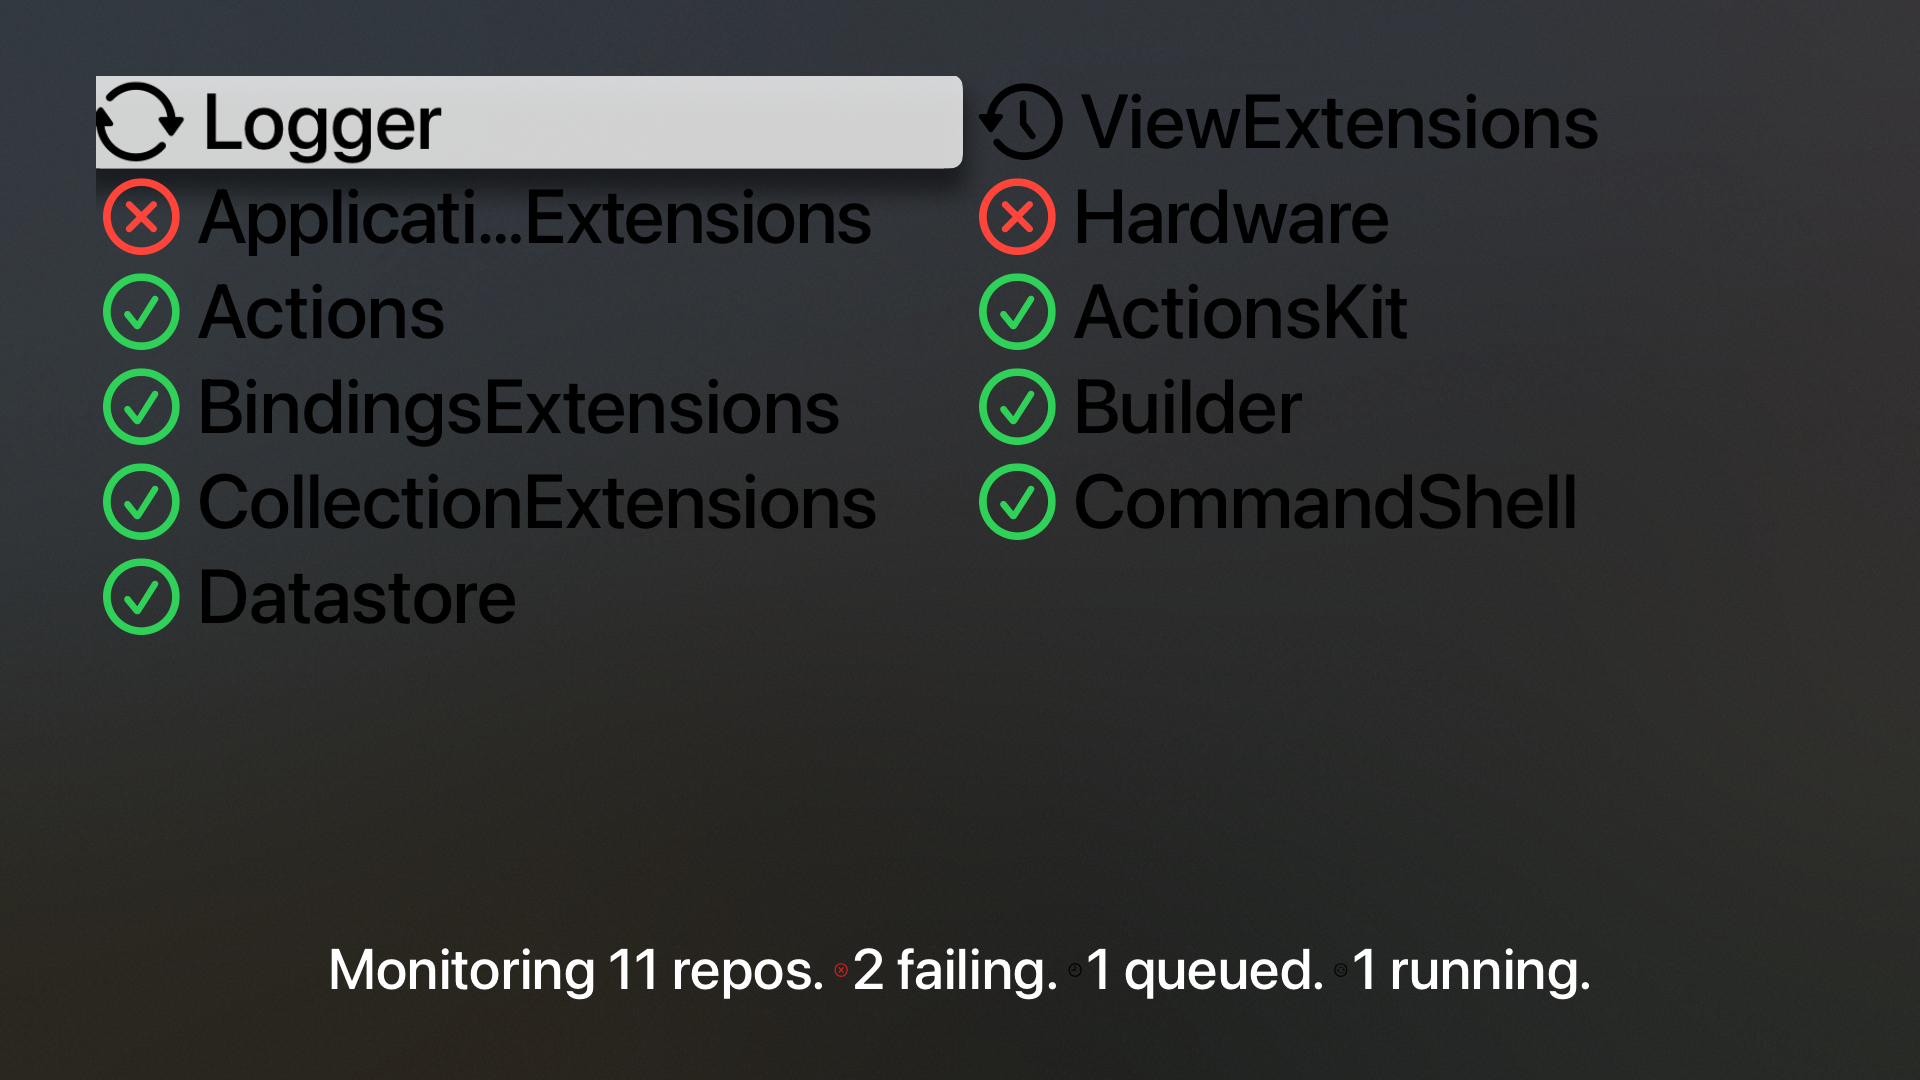 Logger
ViewExtensions
Applicati...Extensions
Hardware
Actions
ActionsKit
BindingsExtensions
Builder
CollectionExtensions
CommandShell
Datastore
Monitoring 11 repos. 2 failing. 1 queued. 1 running.